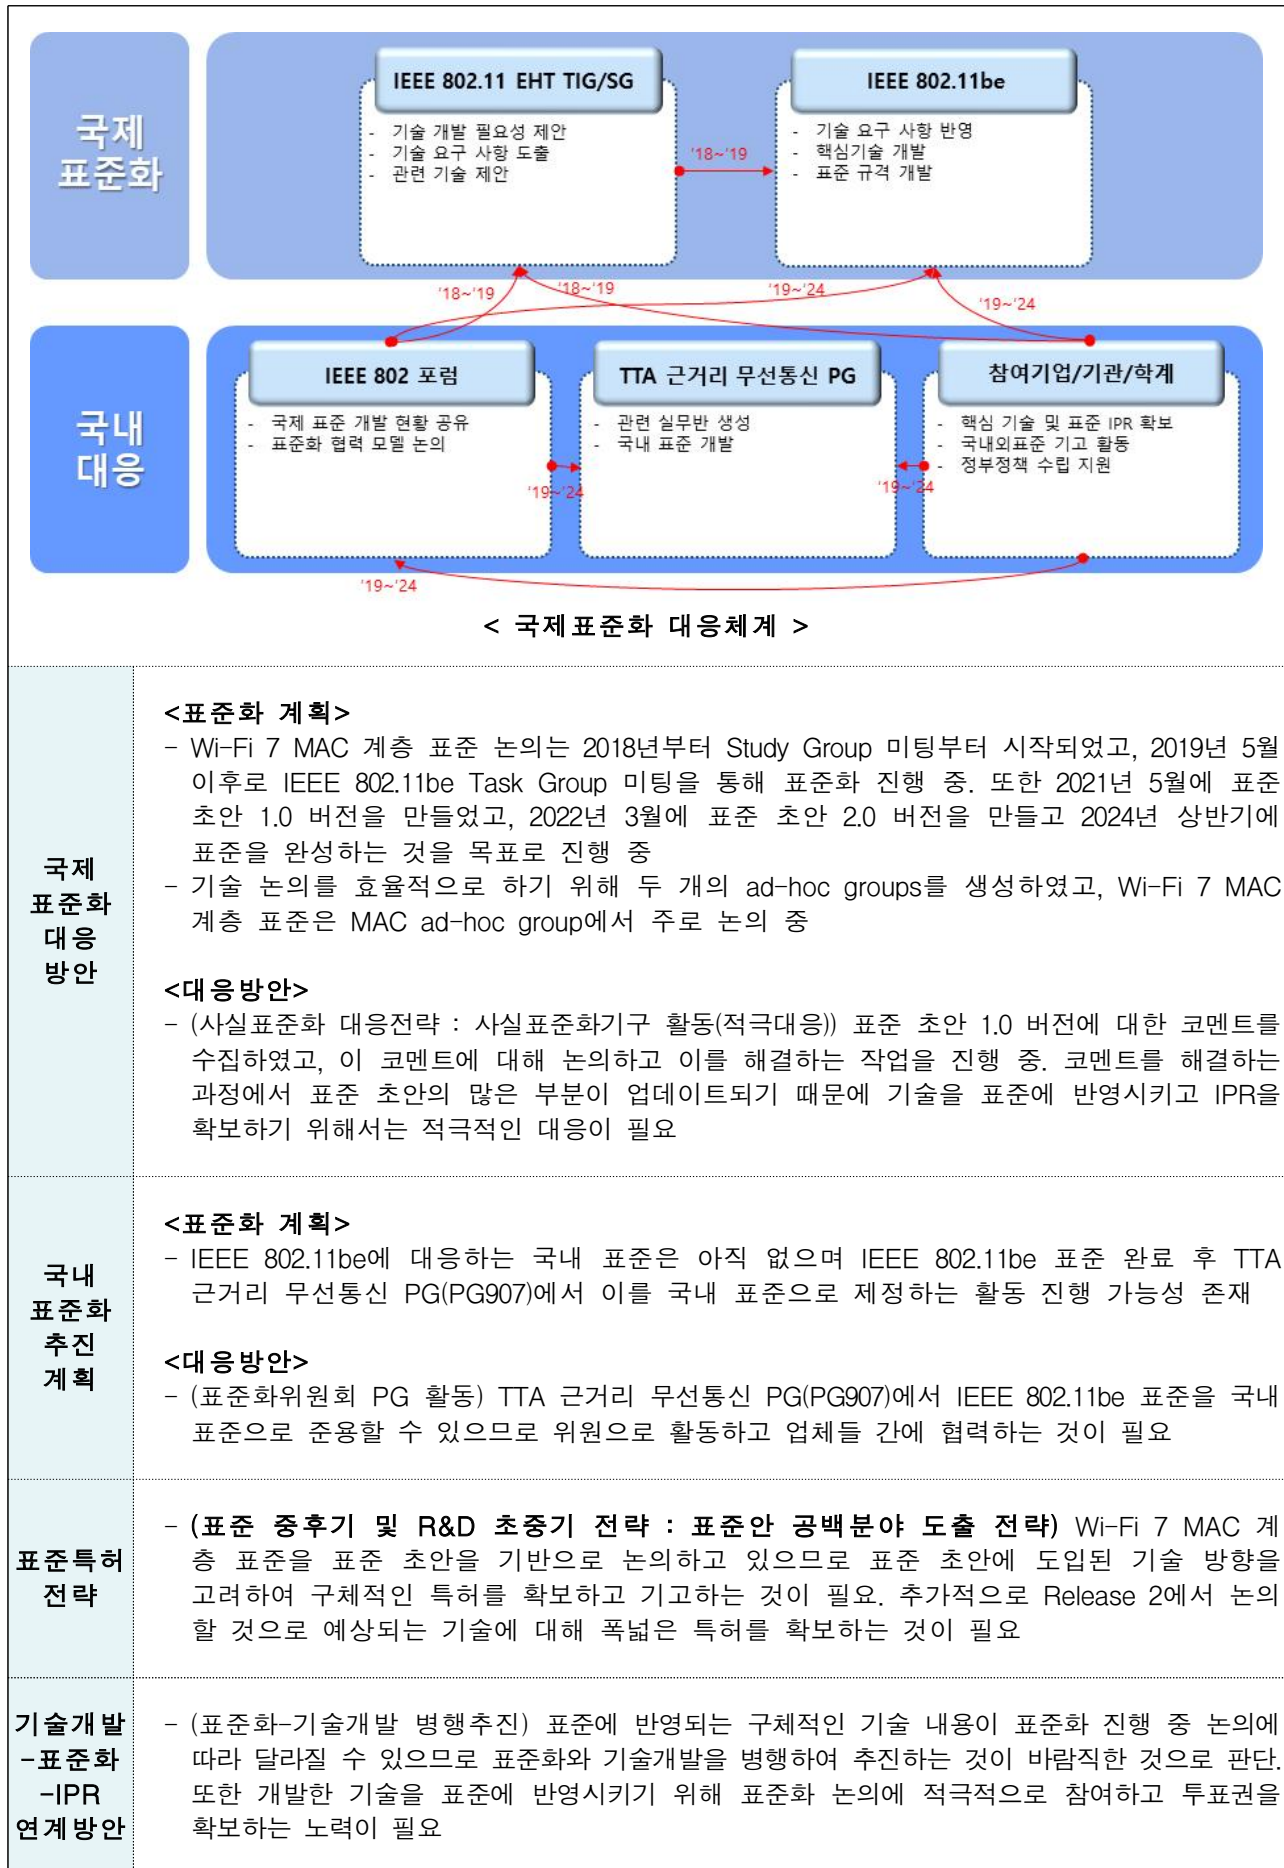 국제
표준화
IEEE 802.11 EHT TIG/SG
- 기술 개발 필요성 제안
- 기술 요구 사항 도출
- 관련 기술 제안
'18~'19
IEEE 802.11be
- 기술 요구 사항 반영
- 핵심기술 개발
- 표준 규격 개발
'18~'19
'18~'19
'19~'24
'19~'24
국내
대응
IEEE 802 포럼
- 국제 표준 개발 현황 공유
- 표준화 협력 모델 논의
'19~'24
TTA 근거리 무선통신 PG
- 관련 실무반 생성
- 국내 표준 개발
'19~'24
참여기업/기관/학계
- 핵심 기술 및 표준 IPR 확보
- 국내외표준 기고 활동
- 정부정책 수립 지원
'19~'24
< 국제표준화 대응체계 >
국제
표준화
대응
방안
<표준화 계획>
- Wi-Fi 7 MAC 계층 표준 논의는 2018년부터 Study Group 미팅부터 시작되었고, 2019년 5월
이후로 IEEE 802.11be Task Group 미팅을 통해 표준화 진행 중. 또한 2021년 5월에 표준
초안 1.0 버전을 만들었고, 2022년 3월에 표준 초안 2.0 버전을 만들고 2024년 상반기에
표준을 완성하는 것을 목표로 진행 중
- 기술 논의를 효율적으로 하기 위해 두 개의 ad-hoc groups를 생성하였고, Wi-Fi 7 MAC
계층 표준은 MAC ad-hoc group에서 주로 논의 중
<대응방안>
- (사실표준화 대응전략 : 사실표준화기구 활동(적극대응)) 표준 초안 1.0 버전에 대한 코멘트를
수집하였고, 이 코멘트에 대해 논의하고 이를 해결하는 작업을 진행 중. 코멘트를 해결하는
과정에서 표준 초안의 많은 부분이 업데이트되기 때문에 기술을 표준에 반영시키고 IPR을
확보하기 위해서는 적극적인 대응이 필요
국내
표준화
추진
계획
<표준화 계획>
- IEEE 802.11be에 대응하는 국내 표준은 아직 없으며 IEEE 802.11be 표준 완료 후 TTA
근거리 무선통신 PG(PG907)에서 이를 국내 표준으로 제정하는 활동 진행 가능성 존재
<대응방안>
- (표준화위원회 PG 활동) TTA 근거리 무선통신 PG(PG907)에서 IEEE 802.11be 표준을 국내
표준으로 준용할 수 있으므로 위원으로 활동하고 업체들 간에 협력하는 것이 필요
표준특허
전략
- (표준 중후기 및 R&D 초중기 전략 : 표준안 공백분야 도출 전략) Wi-Fi 7 MAC 계
층 표준을 표준 초안을 기반으로 논의하고 있으므로 표준 초안에 도입된 기술 방향을
고려하여 구체적인 특허를 확보하고 기고하는 것이 필요. 추가적으로 Release 2에서 논의
할 것으로 예상되는 기술에 대해 폭넓은 특허를 확보하는 것이 필요
기술개발
-표준화
-IPR
연계방안
- (표준화-기술개발 병행추진) 표준에 반영되는 구체적인 기술 내용이 표준화 진행 중 논의에
따라 달라질 수 있으므로 표준화와 기술개발을 병행하여 추진하는 것이 바람직한 것으로 판단.
또한 개발한 기술을 표준에 반영시키기 위해 표준화 논의에 적극적으로 참여하고 투표권을
확보하는 노력이 필요